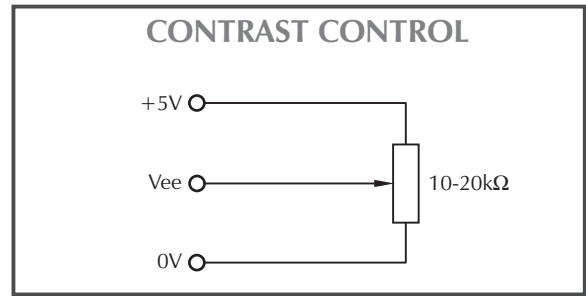 CONTRAST CONTROL
+5V
Vee
10-20kΩ
0V